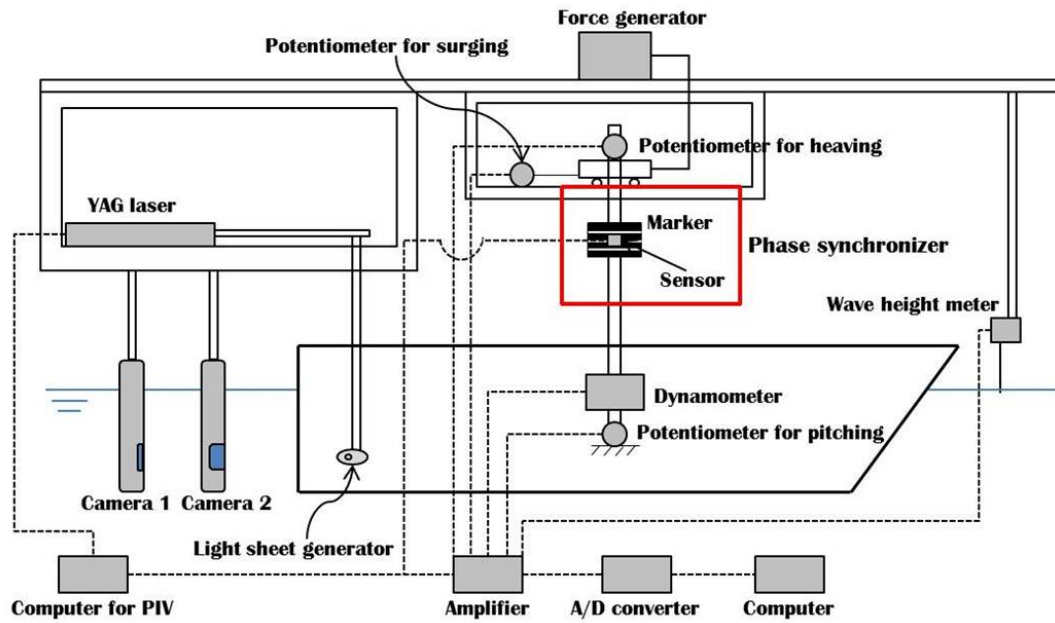 Force generator
Potentiometer for surging
Potentiometer for heaving
YAG laser
Marker
Phase synchronizer
Sensor
Wave height meter
Dynamometer
Potentiometer for pitching
Camera 1
Camera 2
Light sheet generator
Computer for PIV
Amplifier
A/D converter
Computer